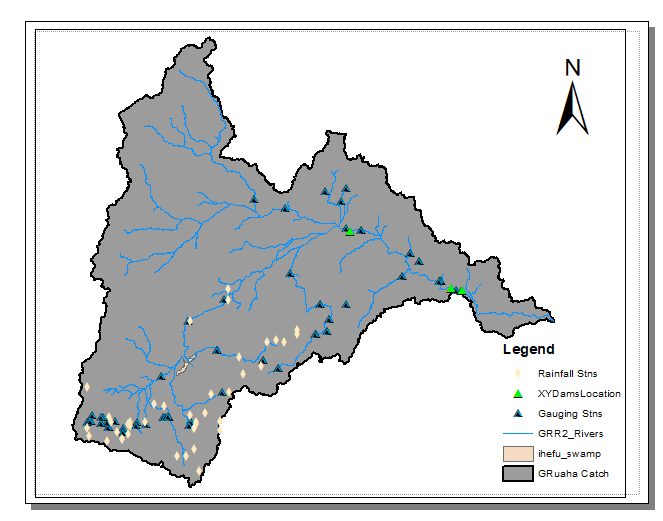 N
Legend
Rainfall Stns
XYDamsLocation
Gauging Stns
GRR2_Rivers
ihefu_swamp
GRuaha Catch